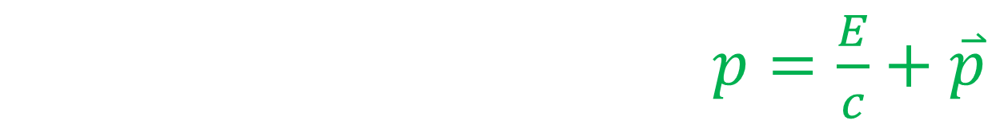 p = E/c + p⃗